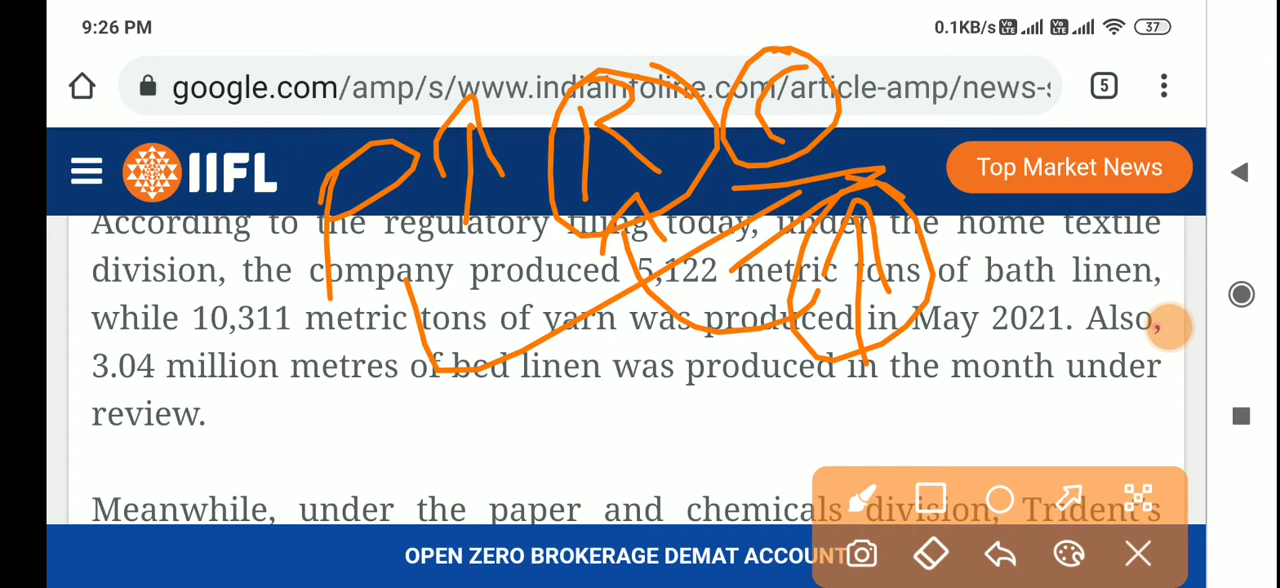 9:26 PM 0.1KB/s Vo LTE Vo LTE 37
google.com/amp/s/www.indiainfoline.com/article-amp/news-s 5
IIFL Top Market News
According to the regulatory filing today, under the home textile
division, the company produced 5,122 metric tons of bath linen,
while 10,311 metric tons of yarn was produced in May 2021. Also,
3.04 million metres of bed linen was produced in the month under
review.
Meanwhile, under the paper and chemicals division, Trident's
OPEN ZERO BROKERAGE DEMAT ACCOUNT
P R C